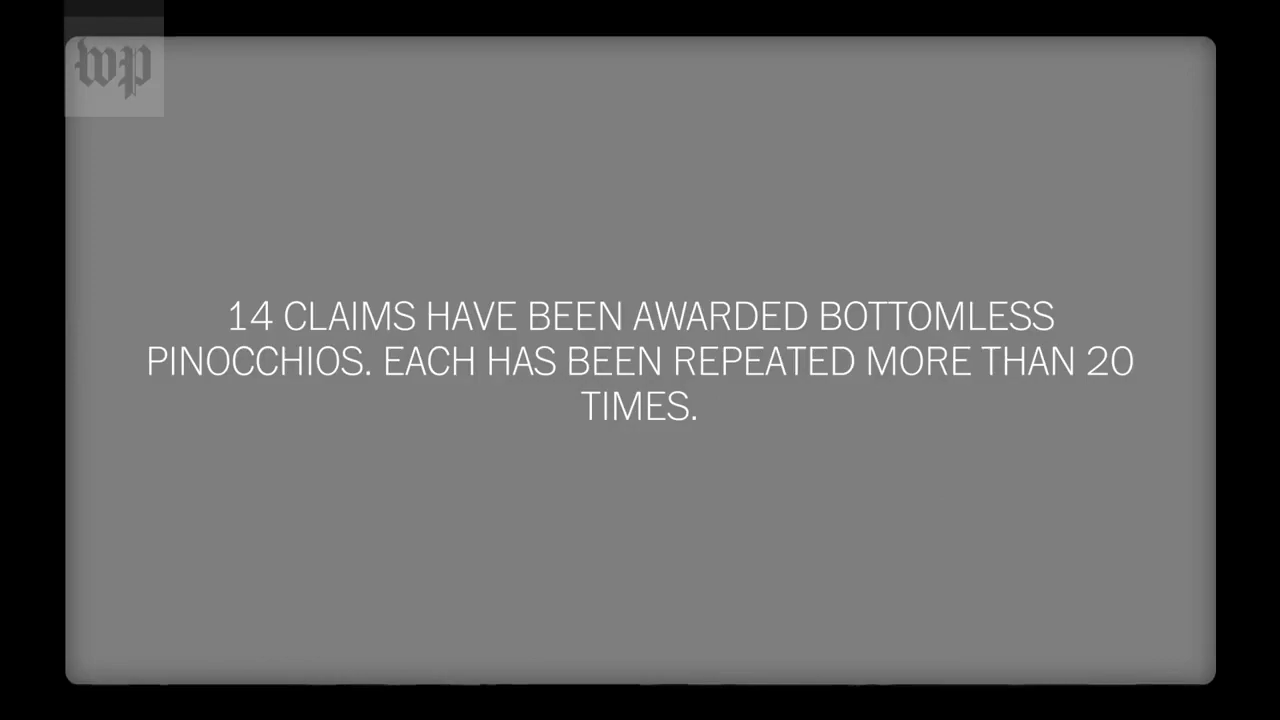 wp
14 CLAIMS HAVE BEEN AWARDED BOTTOMLESS
PINOCCHIOS. EACH HAS BEEN REPEATED MORE THAN 20
TIMES.